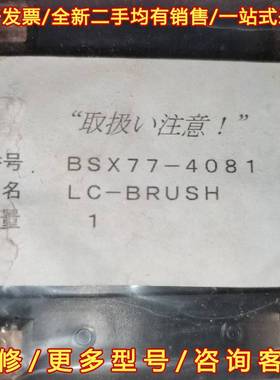 发票/全新二手均有销售/一站式
“取扱い注意！”
号 BSX77-4081
名 LC-BRUSH
量 1
修/更多型号/咨询客